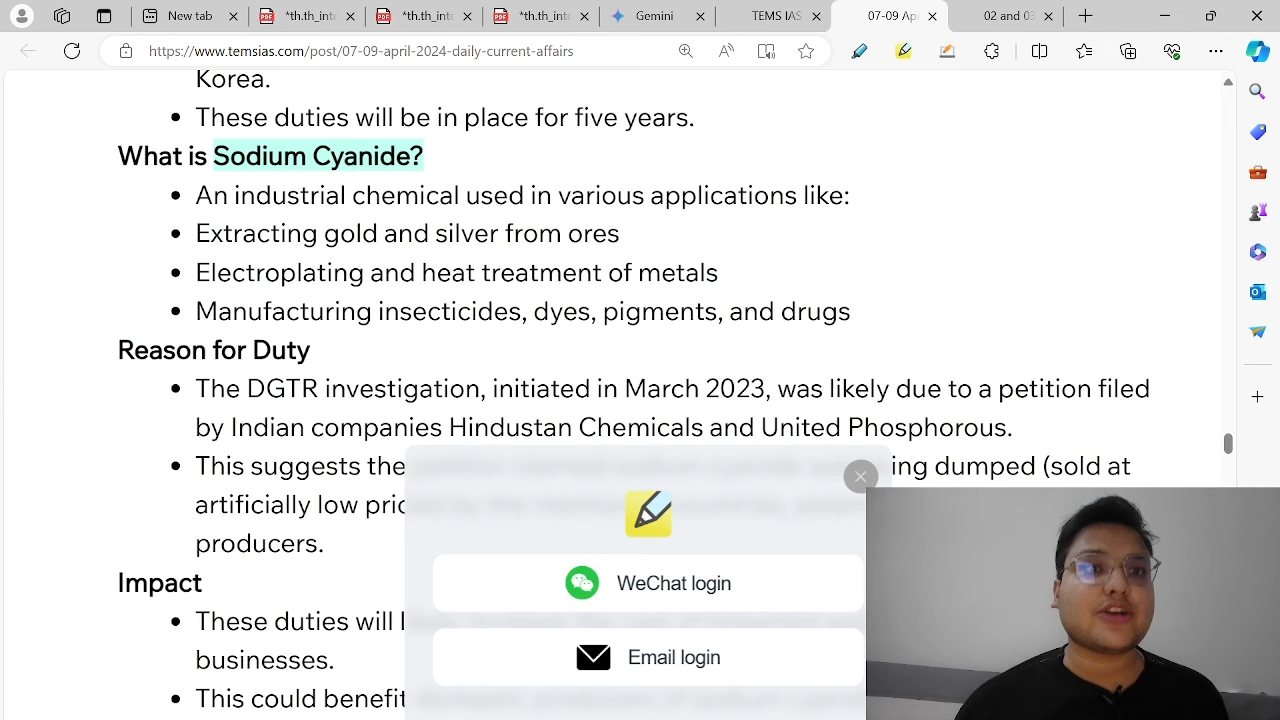 New tab
*th.th_int
*th.th_int
*th.th_int
Gemini
TEMS IAS
07-09 Apr
02 and 03
https://www.temsias.com/post/07-09-april-2024-daily-current-affairs
Korea.
• These duties will be in place for five years.
What is Sodium Cyanide?
• An industrial chemical used in various applications like:
• Extracting gold and silver from ores
• Electroplating and heat treatment of metals
• Manufacturing insecticides, dyes, pigments, and drugs
Reason for Duty
• The DGTR investigation, initiated in March 2023, was likely due to a petition filed
by Indian companies Hindustan Chemicals and United Phosphorous.
• This suggests the ing dumped (sold at
artificially low pric
producers.
Impact
• These duties will
businesses.
• This could benefit
WeChat login
Email login